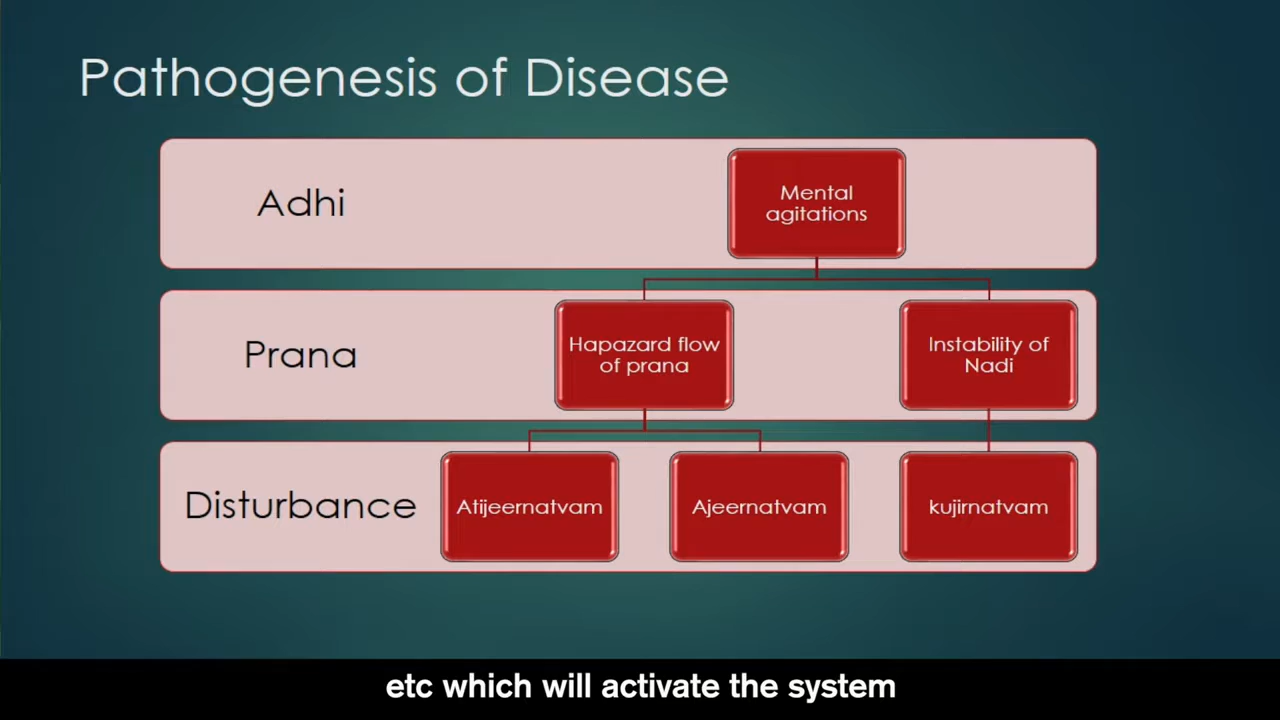 Pathogenesis of Disease
Adhi
Mental
agitations
Prana
Hapazard flow
of prana
Instability of
Nadi
Disturbance
Atijeernatvam
Ajeernatvam
kujirnatvam
etc which will activate the system